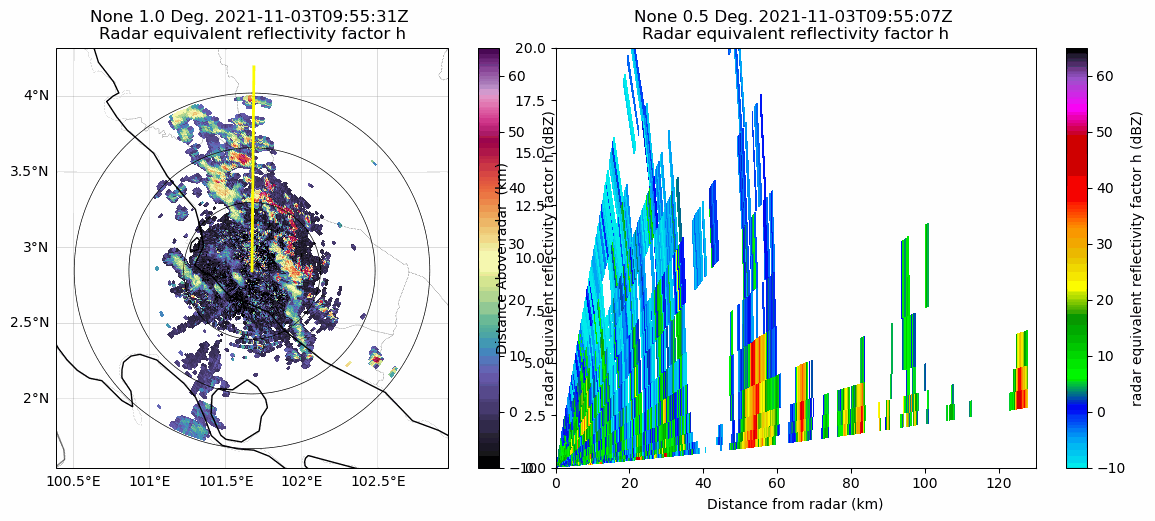 None 1.0 Deg. 2021-11-03T09:55:31Z
Radar equivalent reflectivity factor h
4°N
3.5°N
3°N
2.5°N
2°N
100.5°E 101°E 101.5°E 102°E 102.5°E
60
50
40
30
20
10
0
−10
radar equivalent reflectivity factor h (dBZ)
None 0.5 Deg. 2021-11-03T09:55:07Z
Radar equivalent reflectivity factor h
20.0
17.5
15.0
12.5
10.0
7.5
5.0
2.5
0.0
Distance Above radar (km)
0 20 40 60 80 100 120
Distance from radar (km)
60
50
40
30
20
10
0
−10
radar equivalent reflectivity factor h (dBZ)